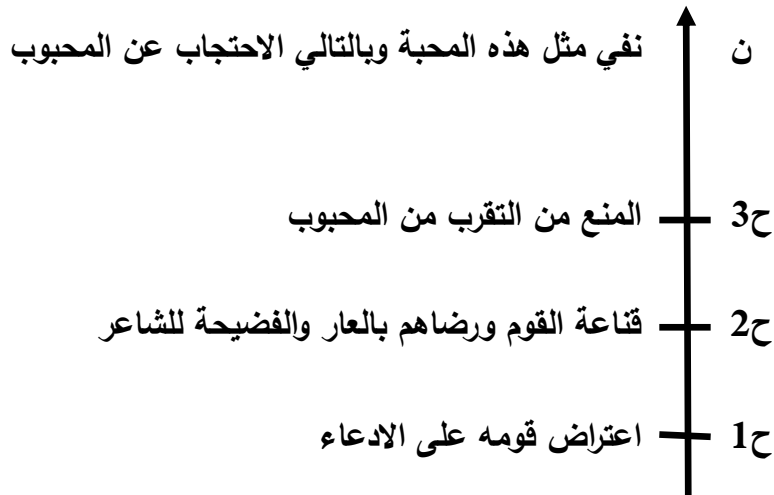 ن نفي مثل هذه المحبة وبالتالي الاحتجاب عن المحبوب
ح3 المنع من التقرب من المحبوب
ح2 قناعة القوم ورضاهم بالعار والفضيحة للشاعر
ح1 اعتراض قومه على الادعاء